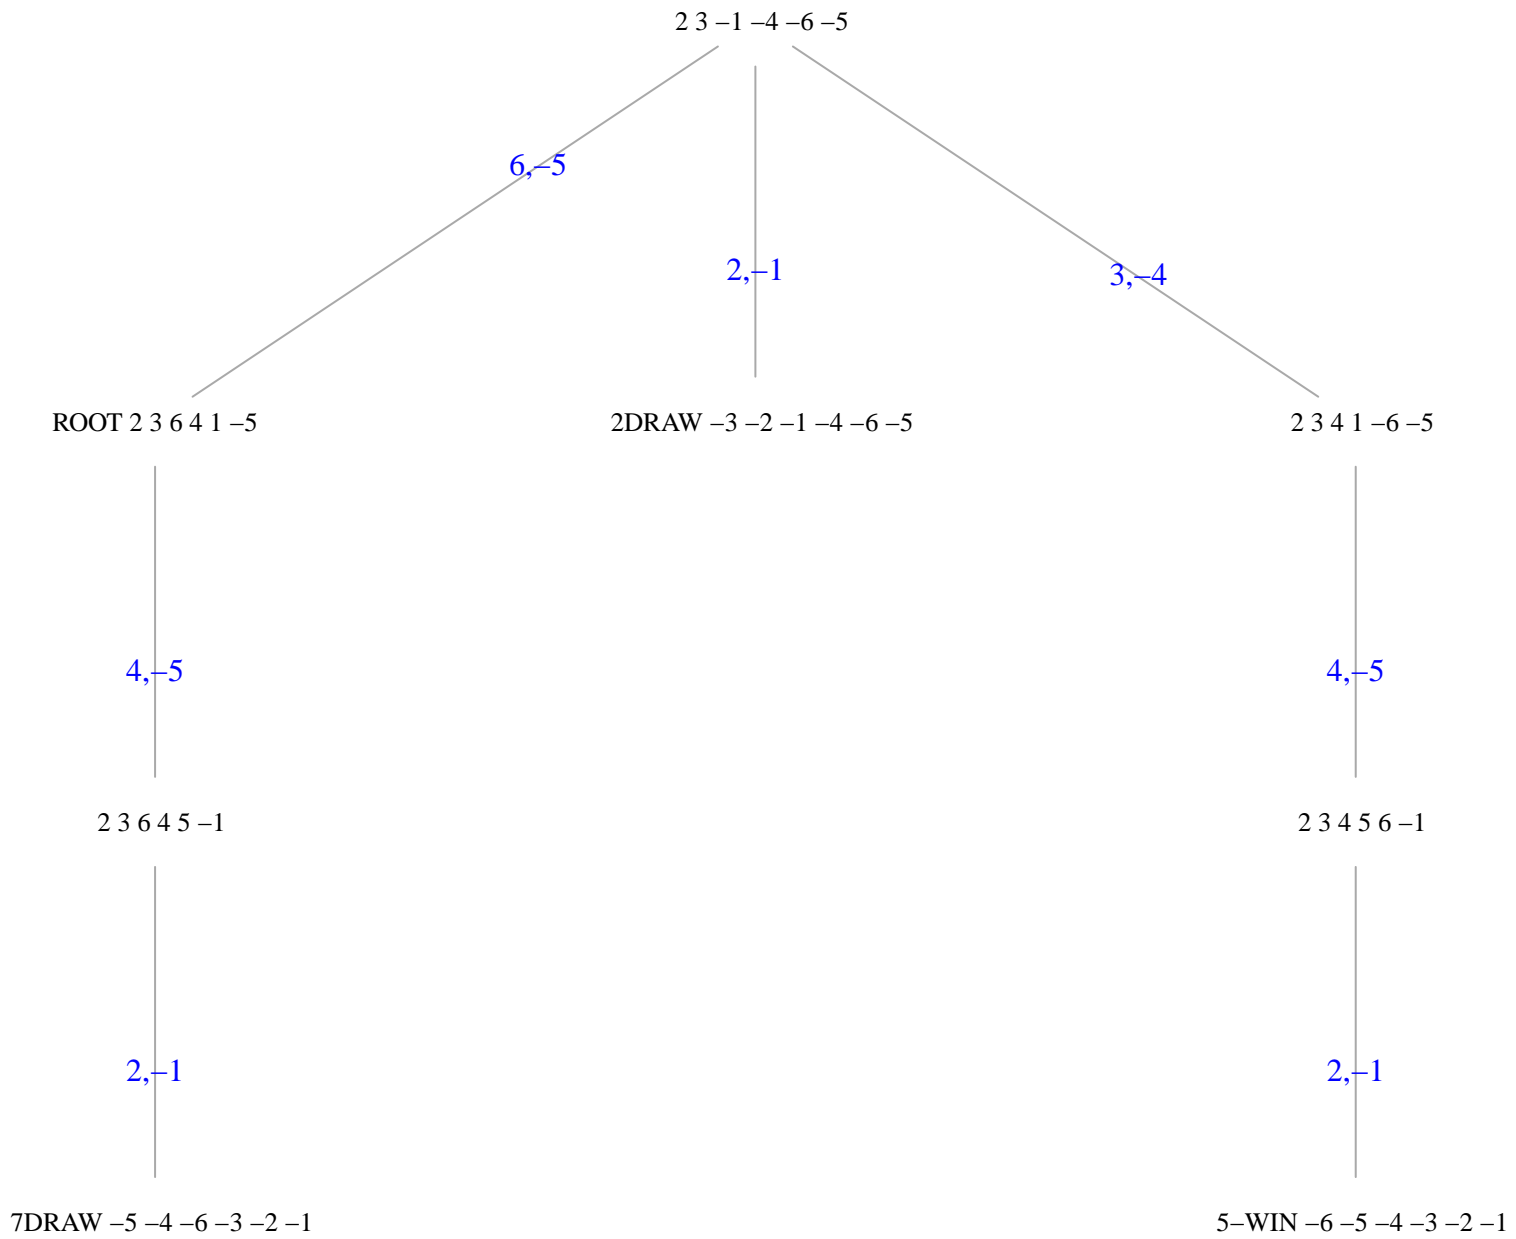 2 3 –1 –4 –6 –5
6,–5
2,–1
3,–4
ROOT 2 3 6 4 1 –5
2DRAW –3 –2 –1 –4 –6 –5
2 3 4 1 –6 –5
4,–5
4,–5
2 3 6 4 5 –1
2 3 4 5 6 –1
2,–1
2,–1
7DRAW –5 –4 –6 –3 –2 –1
5–WIN –6 –5 –4 –3 –2 –1